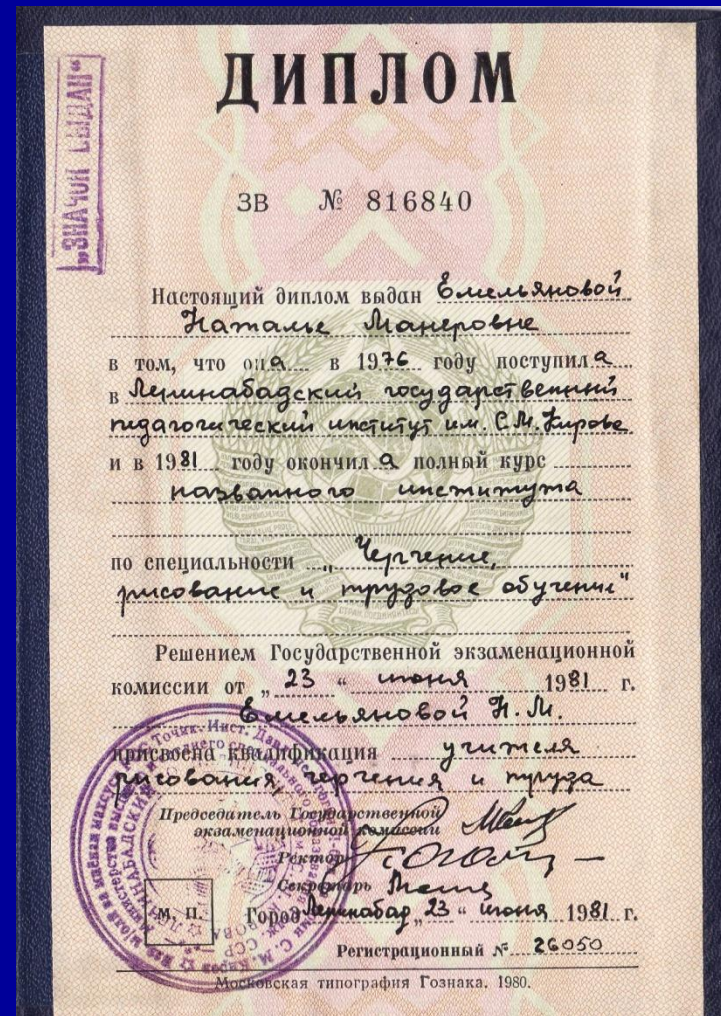 „ЗНАЧОК ВЫДАН“
ДИПЛОМ
ЗВ № 816840
Настоящий диплом выдан Емельяновой
Наталье Манеровне
в том, что она в 1976 году поступила
в Ленинабадский государственный
педагогический институт им. С.М. Кирова
и в 1981 году окончила полный курс
названного института
по специальности „Черчение,
рисование и трудовое обучение“
Решением Государственной экзаменационной
комиссии от „23“ июня 1981 г.
Емельяновой Н. М.
присвоена квалификация учителя
рисования, черчения и труда
Председатель Государственной
экзаменационной комиссии
Ректор
Секретарь
М. П.
Город Ленинабад „23“ июня 1981 г.
Регистрационный № 26050
Московская типография Гознака. 1980.